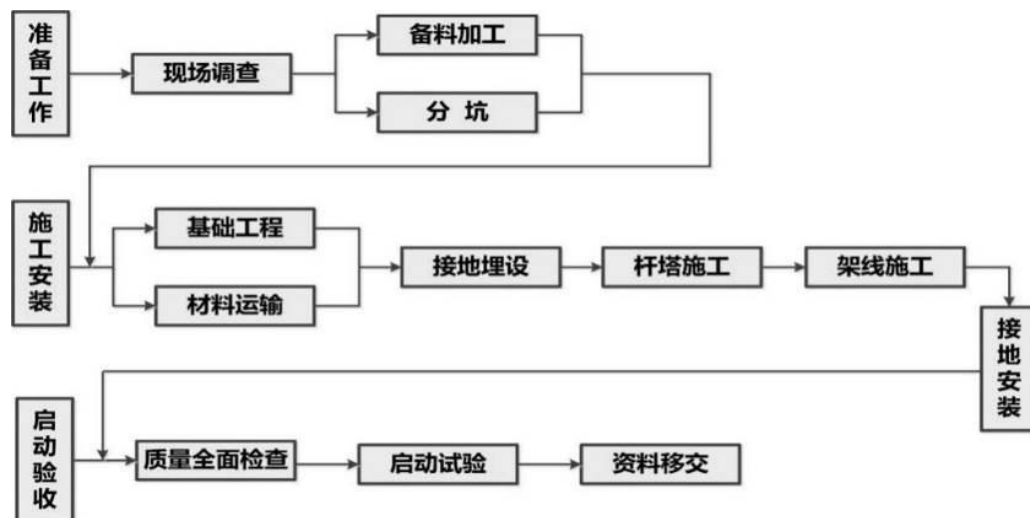 准备工作
现场调查
备料加工
分 坑
施工安装
基础工程
材料运输
接地埋设
杆塔施工
架线施工
接地安装
启动验收
质量全面检查
启动试验
资料移交